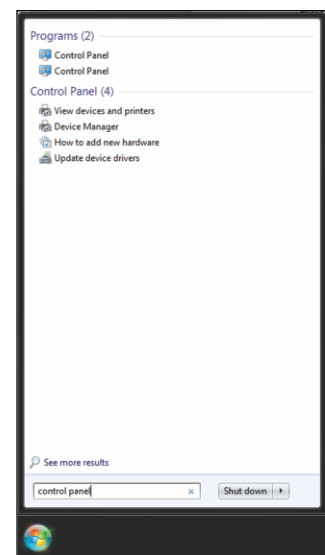 Programs (2)
Control Panel
Control Panel
Control Panel (4)
View devices and printers
Device Manager
How to add new hardware
Update device drivers
See more results
control panel
Shut down